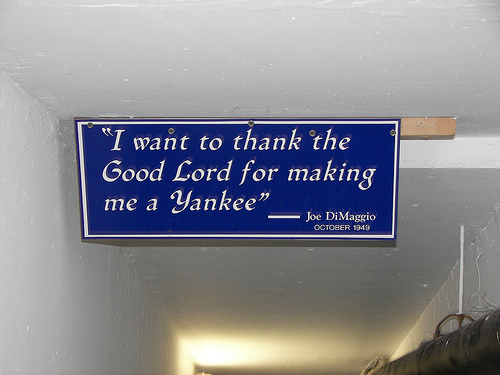 "I want to thank the
Good Lord for making
me a Yankee"
— Joe DiMaggio
OCTOBER 1949